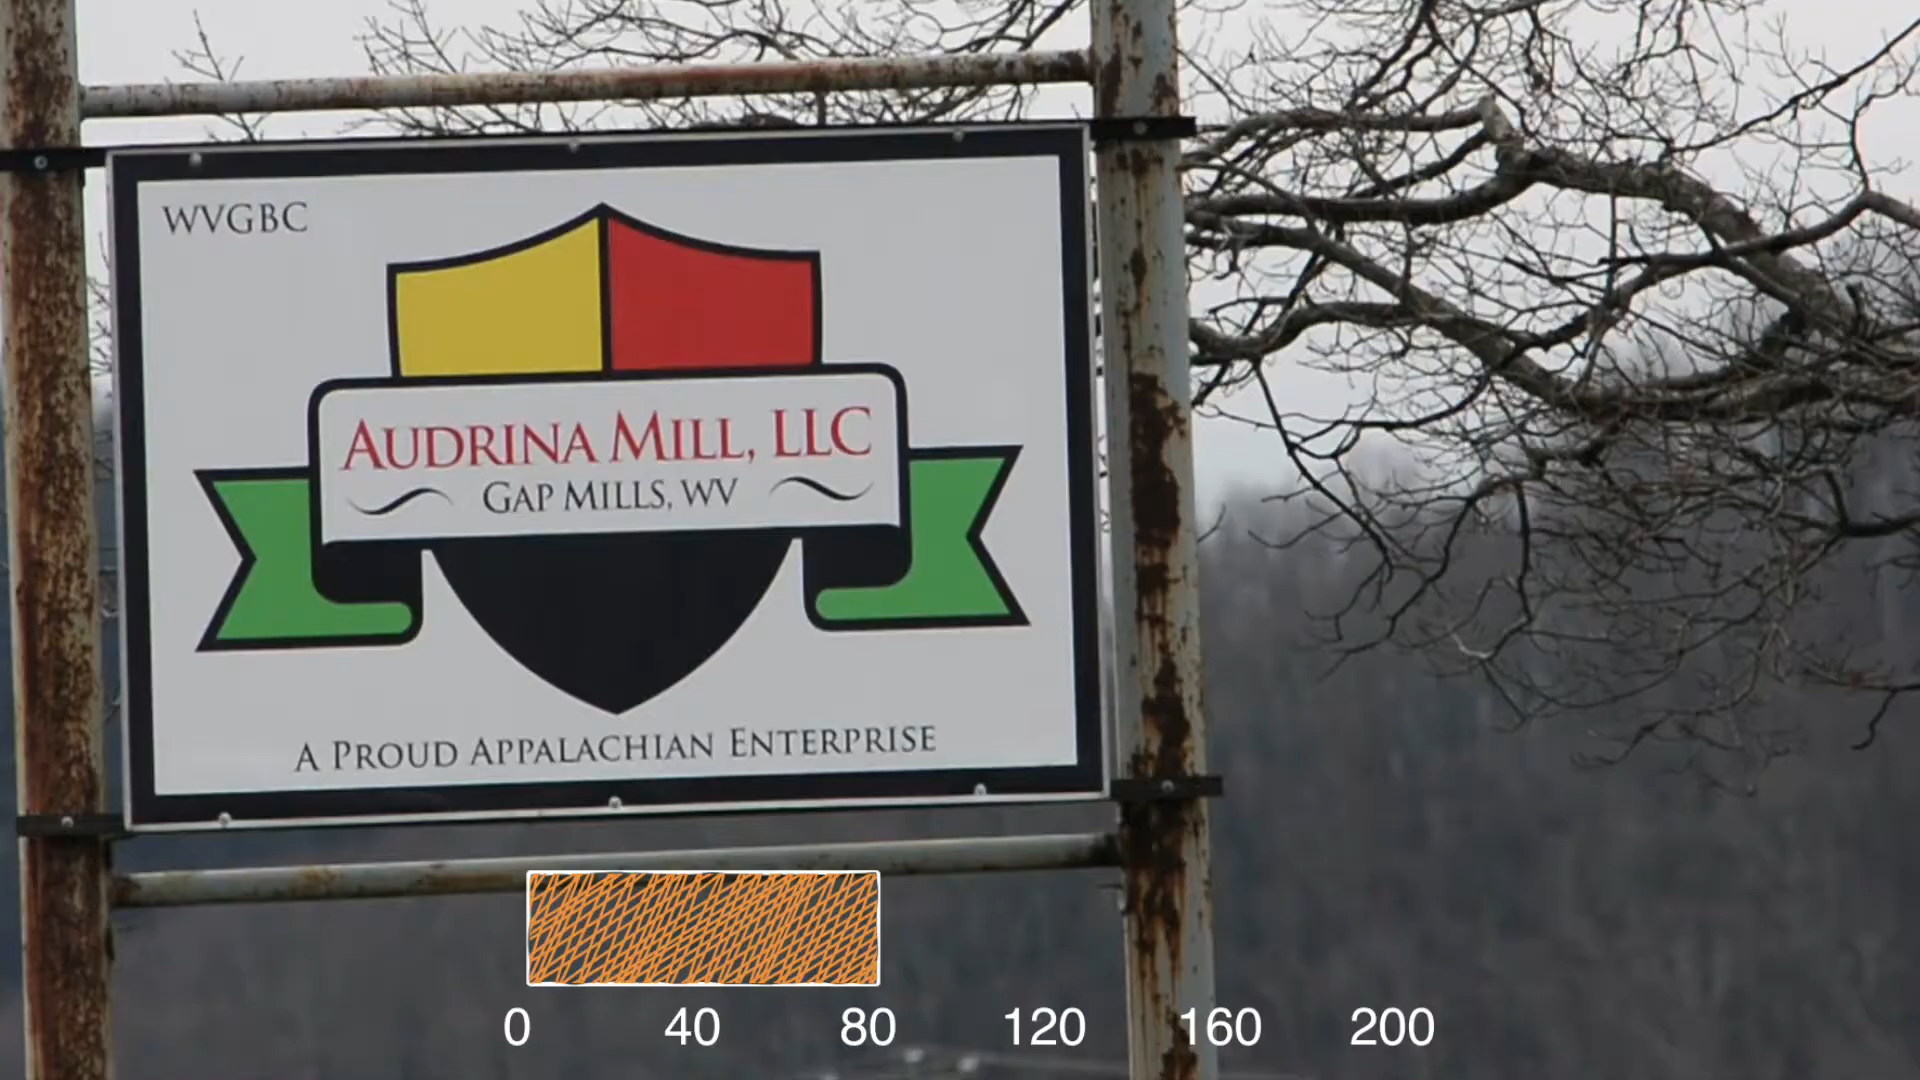 WVGBC
AUDRINA MILL, LLC
GAP MILLS, WV
A PROUD APPALACHIAN ENTERPRISE
0 40 80 120 160 200